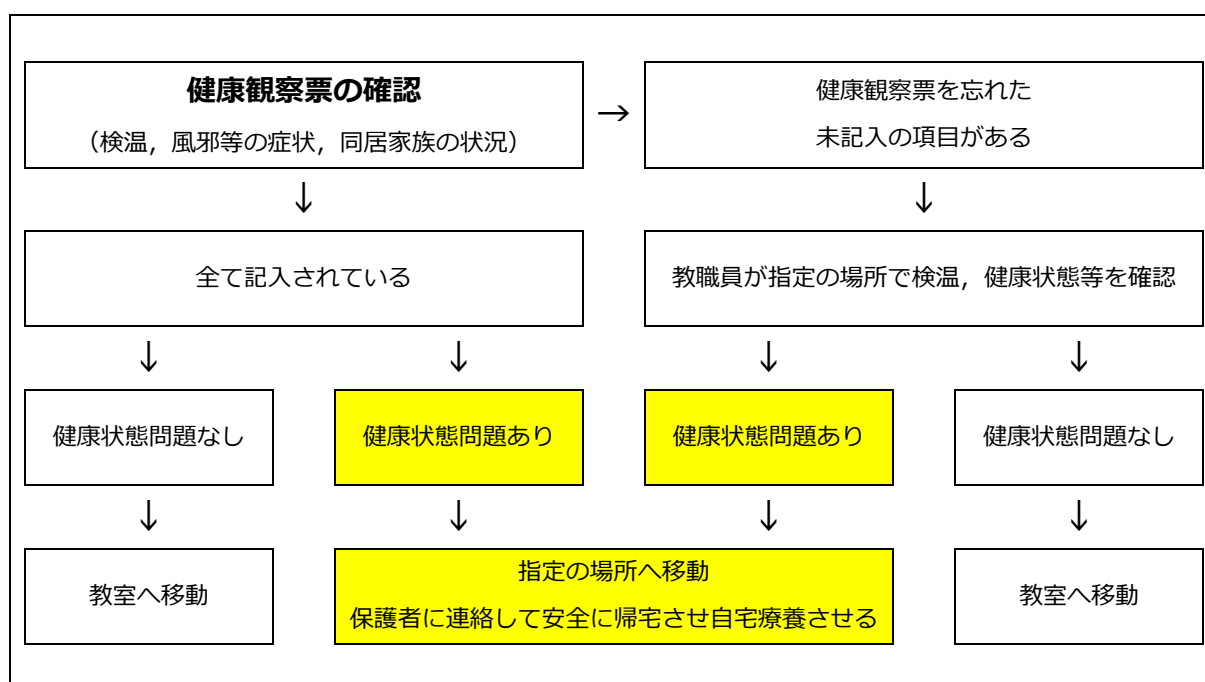 健康観察票の確認
（検温，風邪等の症状，同居家族の状況）
→
健康観察票を忘れた
未記入の項目がある
↓
↓
全て記入されている
教職員が指定の場所で検温，健康状態等を確認
↓
↓
↓
↓
健康状態問題なし
健康状態問題あり
健康状態問題あり
健康状態問題なし
↓
↓
↓
↓
教室へ移動
指定の場所へ移動
保護者に連絡して安全に帰宅させ自宅療養させる
教室へ移動